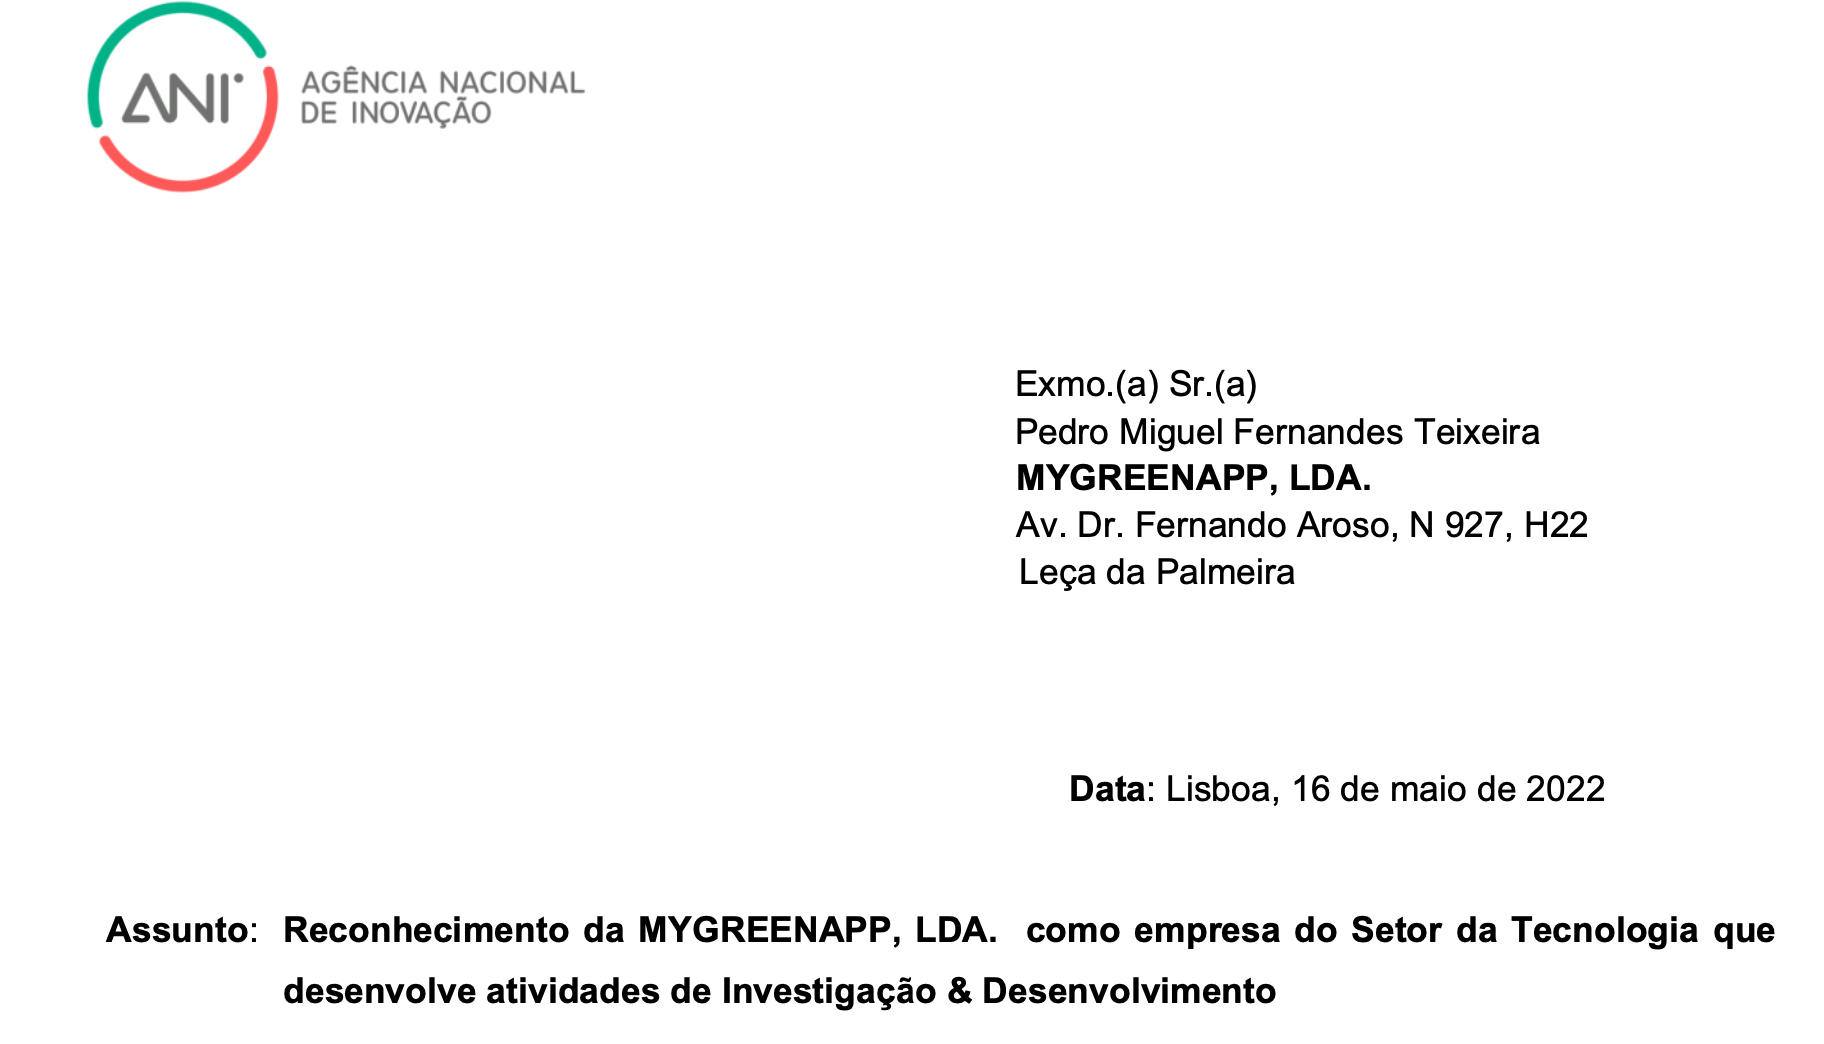 ANI
AGÊNCIA NACIONAL
DE INOVAÇÃO
Exmo.(a) Sr.(a)
Pedro Miguel Fernandes Teixeira
MYGREENAPP, LDA.
Av. Dr. Fernando Aroso, N 927, H22
Leça da Palmeira
Data: Lisboa, 16 de maio de 2022
Assunto: Reconhecimento da MYGREENAPP, LDA. como empresa do Setor da Tecnologia que
desenvolve atividades de Investigação & Desenvolvimento